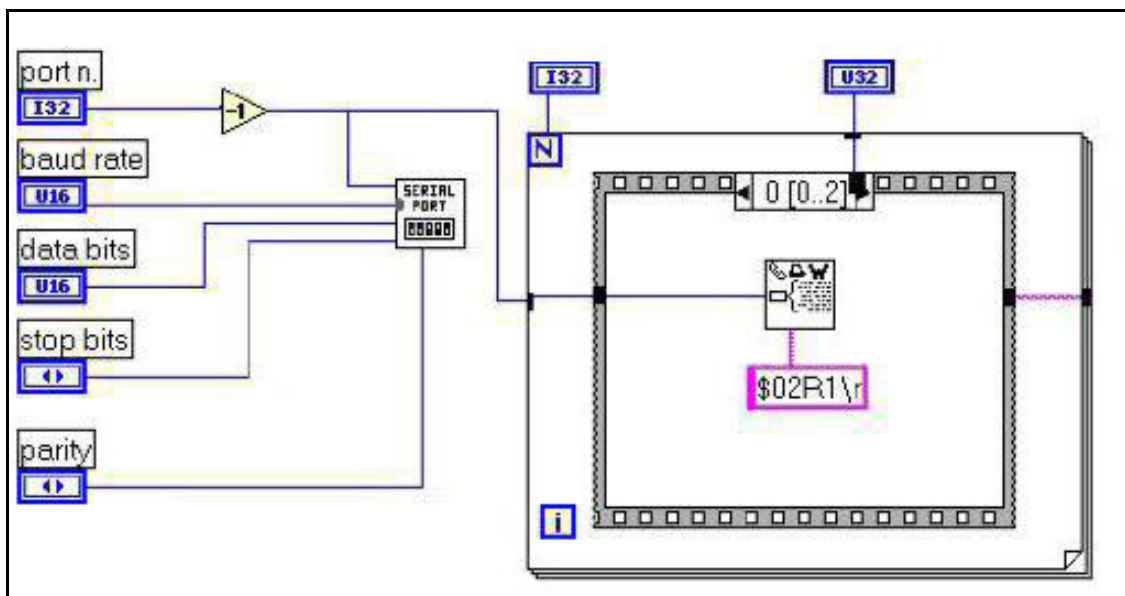 port n.
I32
-1
baud rate
U16
SERIAL
PORT
data bits
U16
stop bits
parity
I32
U32
N
0 [0..2]
W
$02R1\r
i